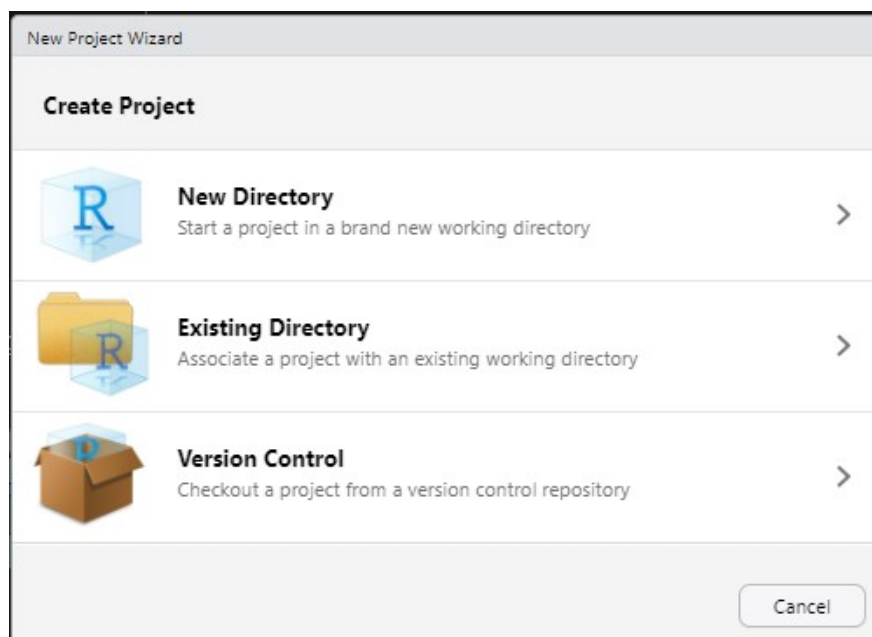 New Project Wizard
Create Project
R
New Directory
Start a project in a brand new working directory
R
Existing Directory
Associate a project with an existing working directory
R
Version Control
Checkout a project from a version control repository
Cancel